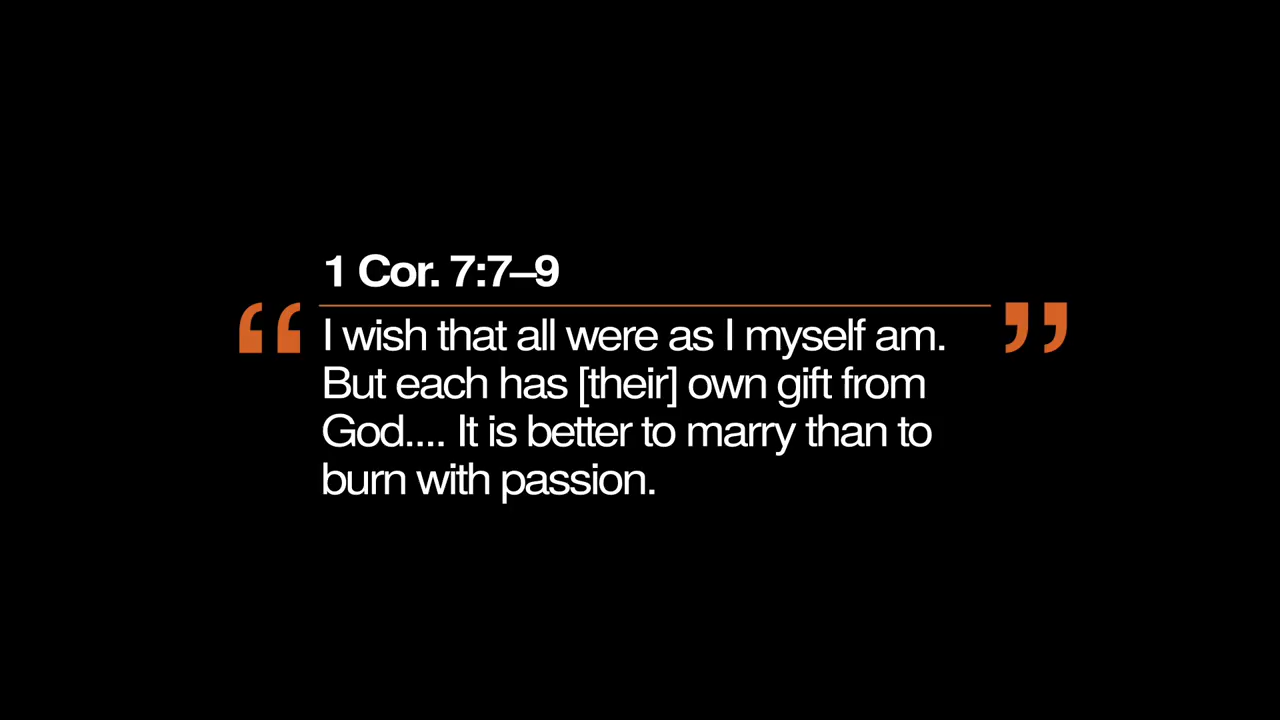 1 Cor. 7:7–9
“ I wish that all were as I myself am. ”
But each has [their] own gift from
God.... It is better to marry than to
burn with passion.